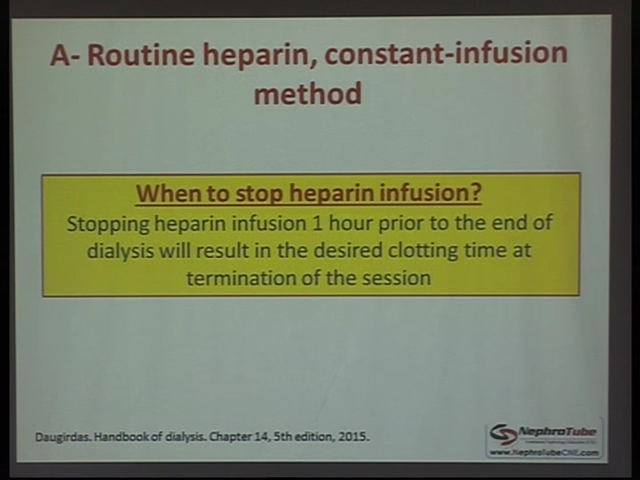 A- Routine heparin, constant-infusion
method
When to stop heparin infusion?
Stopping heparin infusion 1 hour prior to the end of
dialysis will result in the desired clotting time at
termination of the session
Daugirdas. Handbook of dialysis. Chapter 14, 5th edition, 2015.
NephroTube
www.NephroTubeCNE.com